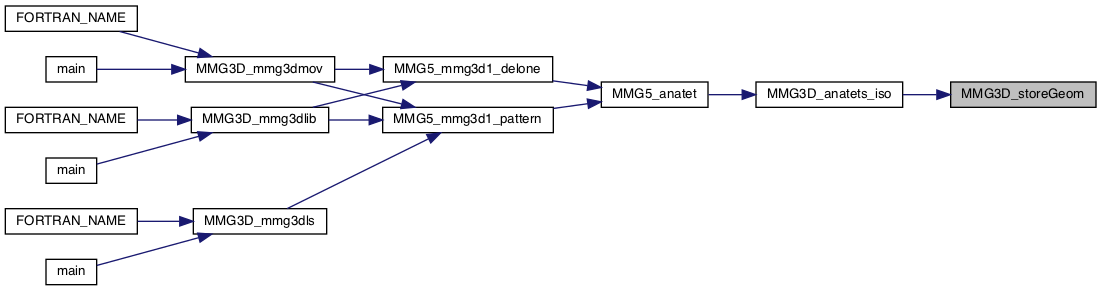 FORTRAN_NAME
main
MMG3D_mmg3dmov
MMG5_mmg3d1_delone
MMG5_anatet
MMG3D_anatets_iso
MMG3D_storeGeom
FORTRAN_NAME
MMG3D_mmg3dlib
MMG5_mmg3d1_pattern
main
FORTRAN_NAME
MMG3D_mmg3dls
main